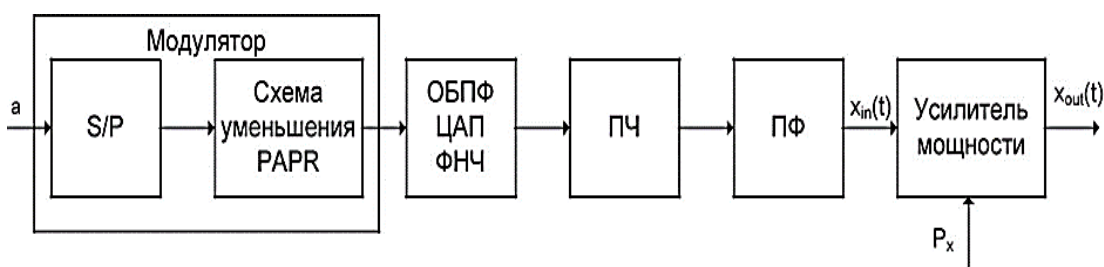 Модулятор
a
S/P
Схема
уменьшения
PAPR
ОБПФ
ЦАП
ФНЧ
ПЧ
ПФ
xin(t)
Усилитель
мощности
xout(t)
Px